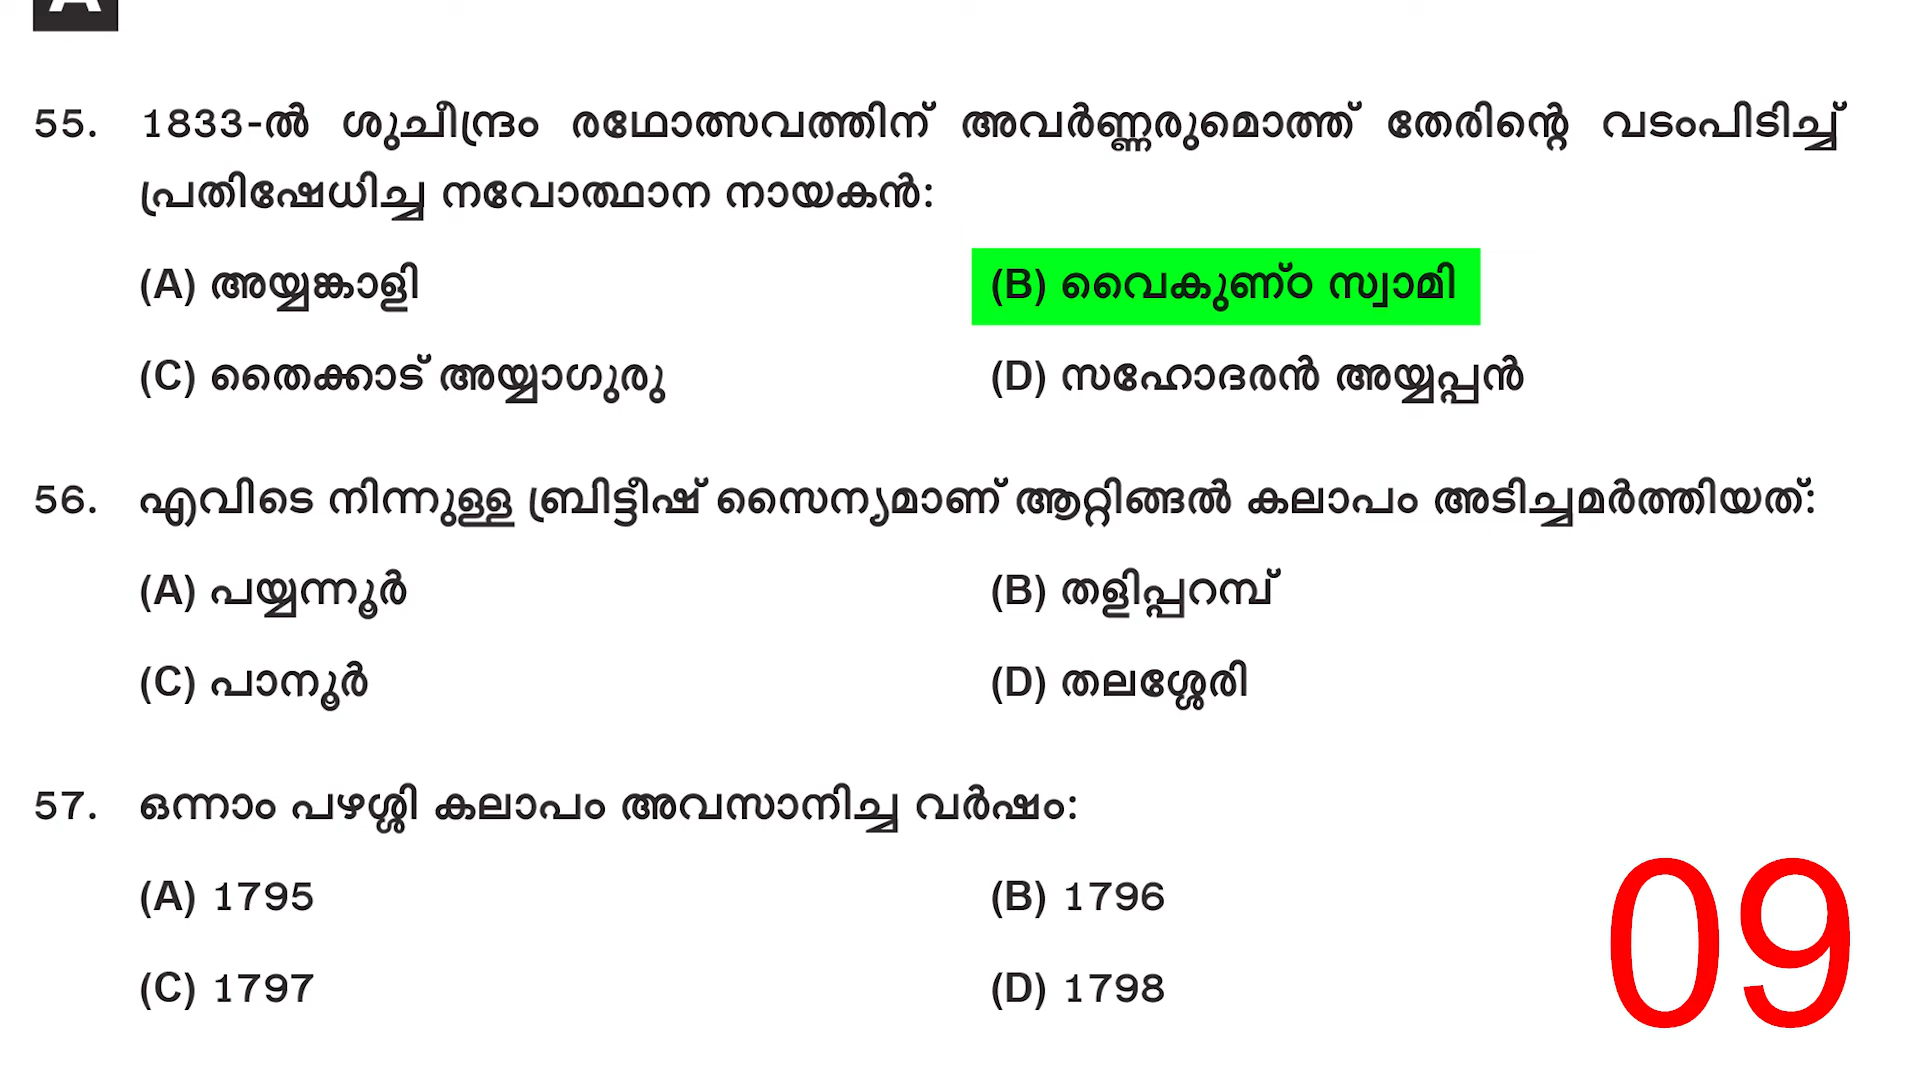 A
55. 1833-ൽ ശുചീന്ദ്രം രഥോത്സവത്തിന് അവർണ്ണരുമൊത്ത് തേരിന്റെ വടംപിടിച്ച്
പ്രതിഷേധിച്ച നവോത്ഥാന നായകൻ:
(A) അയ്യങ്കാളി (B) വൈകുണ്ഠ സ്വാമി
(C) തൈക്കാട് അയ്യാഗുരു (D) സഹോദരൻ അയ്യപ്പൻ
56. എവിടെ നിന്നുള്ള ബ്രിട്ടീഷ് സൈന്യമാണ് ആറ്റിങ്ങൽ കലാപം അടിച്ചമർത്തിയത്:
(A) പയ്യന്നൂർ (B) തളിപ്പറമ്പ്
(C) പാനൂർ (D) തലശ്ശേരി
57. ഒന്നാം പഴശ്ശി കലാപം അവസാനിച്ച വർഷം:
(A) 1795 (B) 1796
(C) 1797 (D) 1798
09